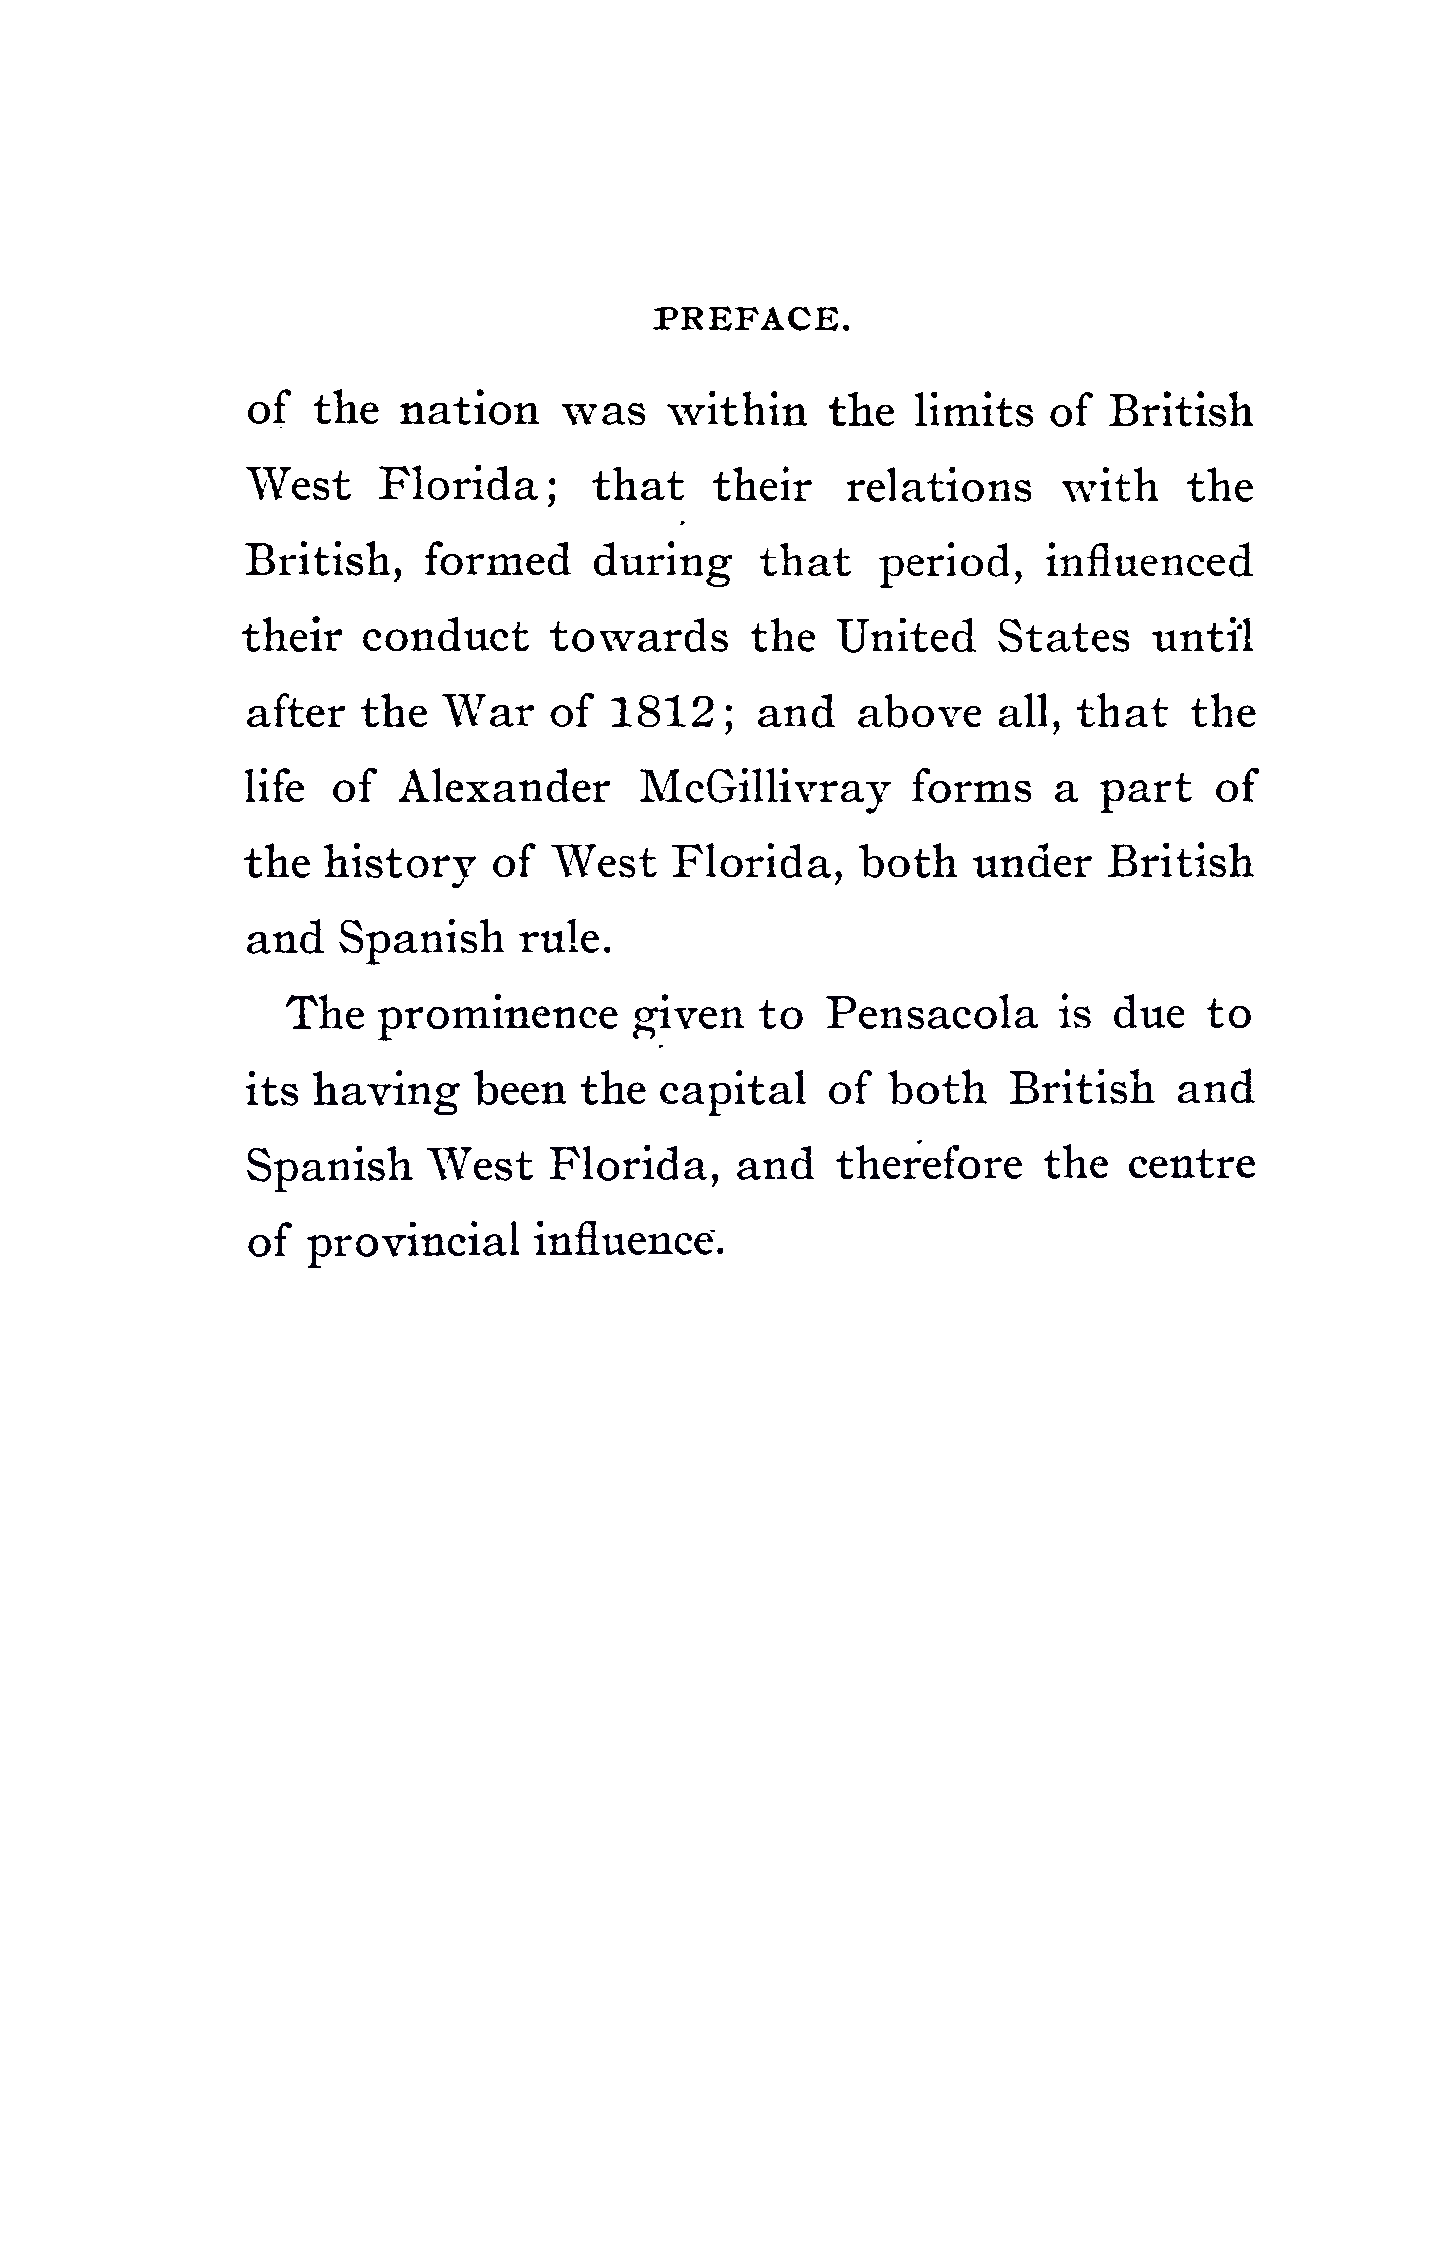 PREFACE.
of the nation was within the limits of British
West Florida; that their relations with the
British, formed during that period, influenced
their conduct towards the United States until
after the War of 1812; and above all, that the
life of Alexander McGillivray forms a part of
the history of West Florida, both under British
and Spanish rule.
The prominence given to Pensacola is due to
its having been the capital of both British and
Spanish West Florida, and therefore the centre
of provincial influence.